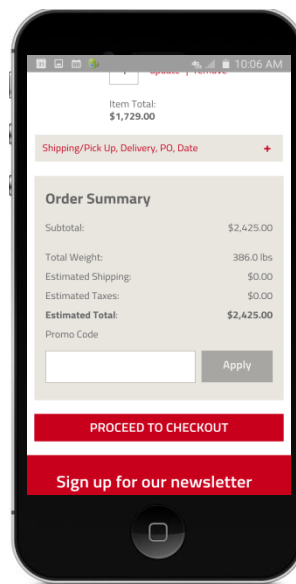 10:06 AM
update | remove
Item Total:
$1,729.00
Shipping/Pick Up, Delivery, PO, Date +
Order Summary
Subtotal: $2,425.00
Total Weight: 386.0 lbs
Estimated Shipping: $0.00
Estimated Taxes: $0.00
Estimated Total: $2,425.00
Promo Code
Apply
PROCEED TO CHECKOUT
Sign up for our newsletter